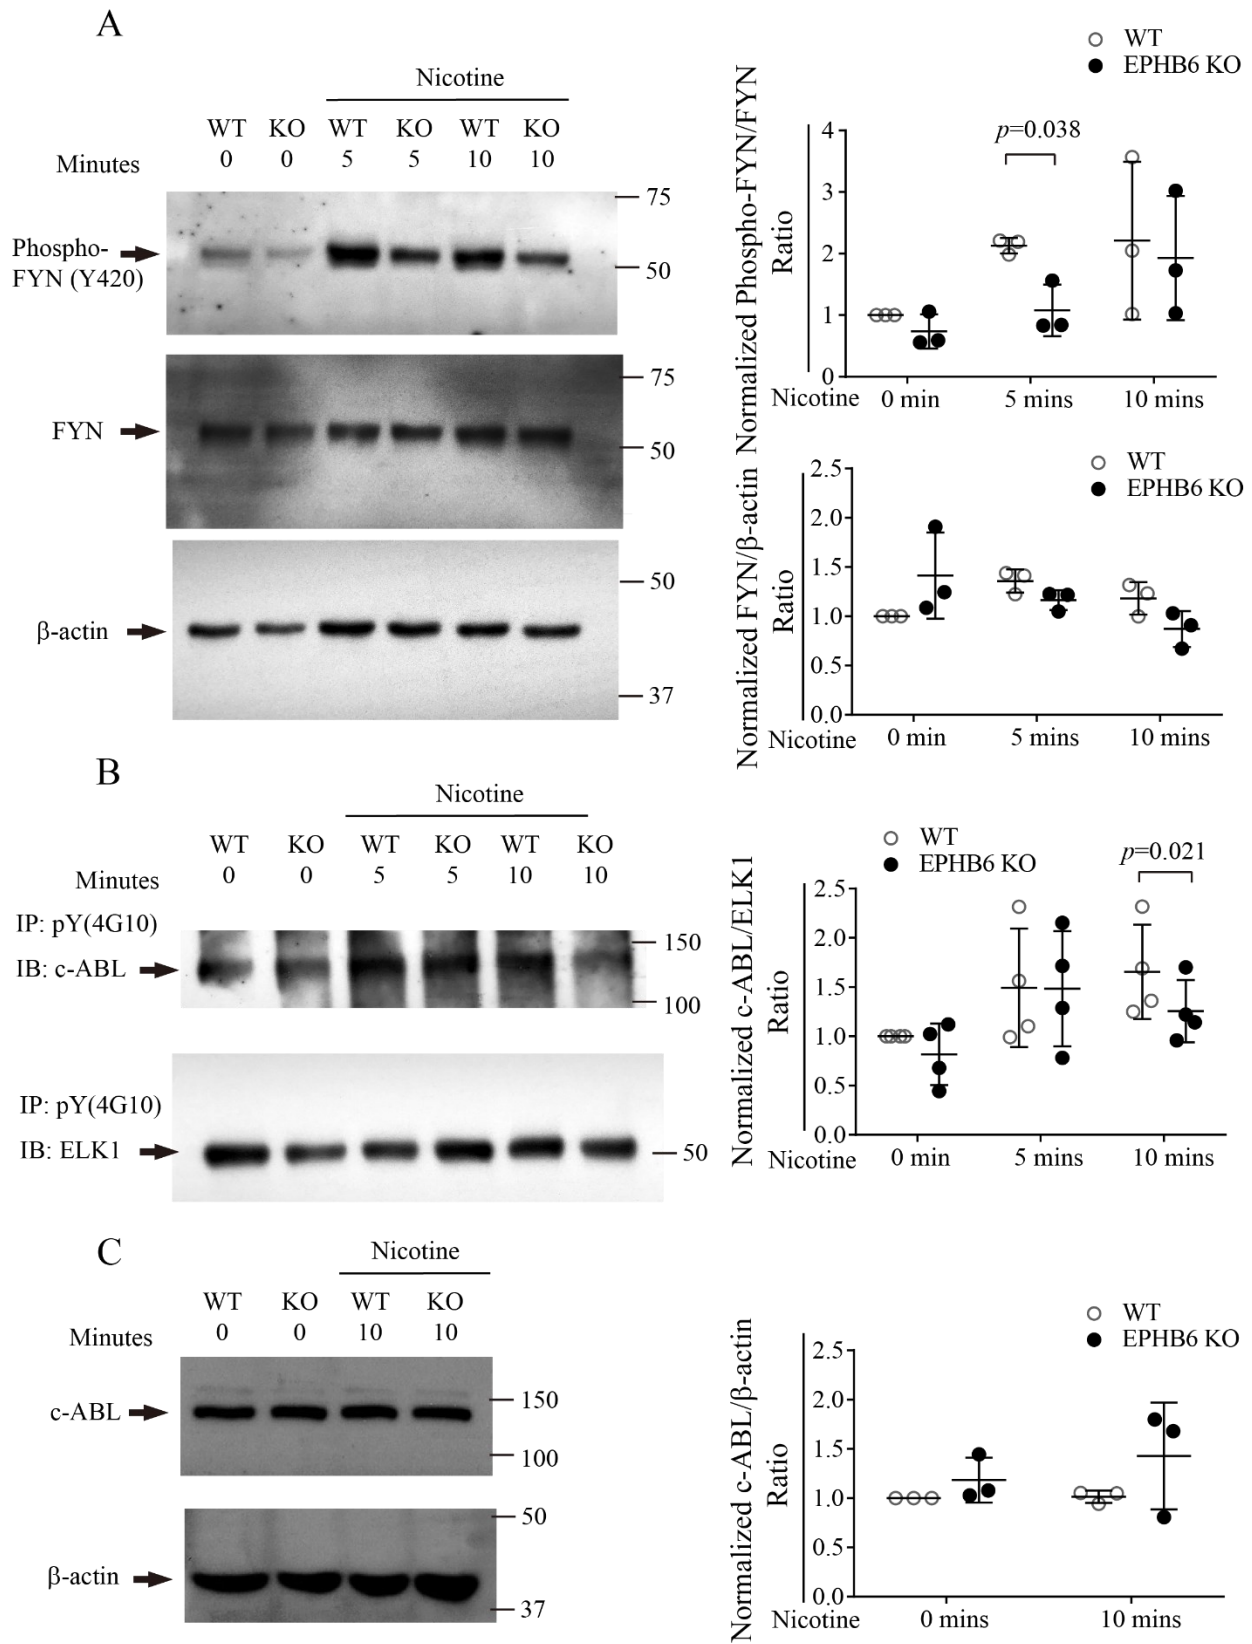 A
Nicotine
WT KO WT KO WT KO
Minutes 0 0 5 5 10 10
75
Phospho-
FYN (Y420)
50
75
FYN
50
50
β-actin
37
WT
EPHB6 KO
Normalized Phospho-FYN/FYN
Ratio
p=0.038
4
3
2
1
0
Nicotine 0 min 5 mins 10 mins
WT
EPHB6 KO
Normalized FYN/β-actin
Ratio
2.5
2.0
1.5
1.0
0.5
0.0
Nicotine 0 min 5 mins 10 mins
B
Nicotine
WT KO WT KO WT KO
Minutes 0 0 5 5 10 10
IP: pY(4G10)
150
IB: c-ABL
100
IP: pY(4G10)
IB: ELK1
50
WT
EPHB6 KO
p=0.021
Normalized c-ABL/ELK1
Ratio
2.5
2.0
1.5
1.0
0.5
0.0
Nicotine 0 min 5 mins 10 mins
C
Nicotine
WT KO WT KO
Minutes 0 0 10 10
c-ABL
150
100
50
β-actin
37
WT
EPHB6 KO
Normalized c-ABL/β-actin
Ratio
2.5
2.0
1.5
1.0
0.5
0.0
Nicotine 0 mins 10 mins